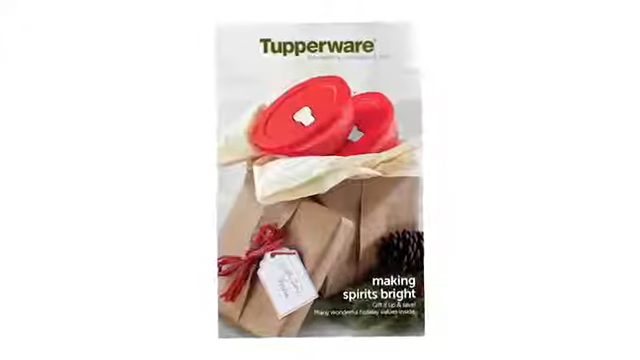 Tupperware
making
spirits bright
Gift it up & save!
Many wonderful holiday values inside.